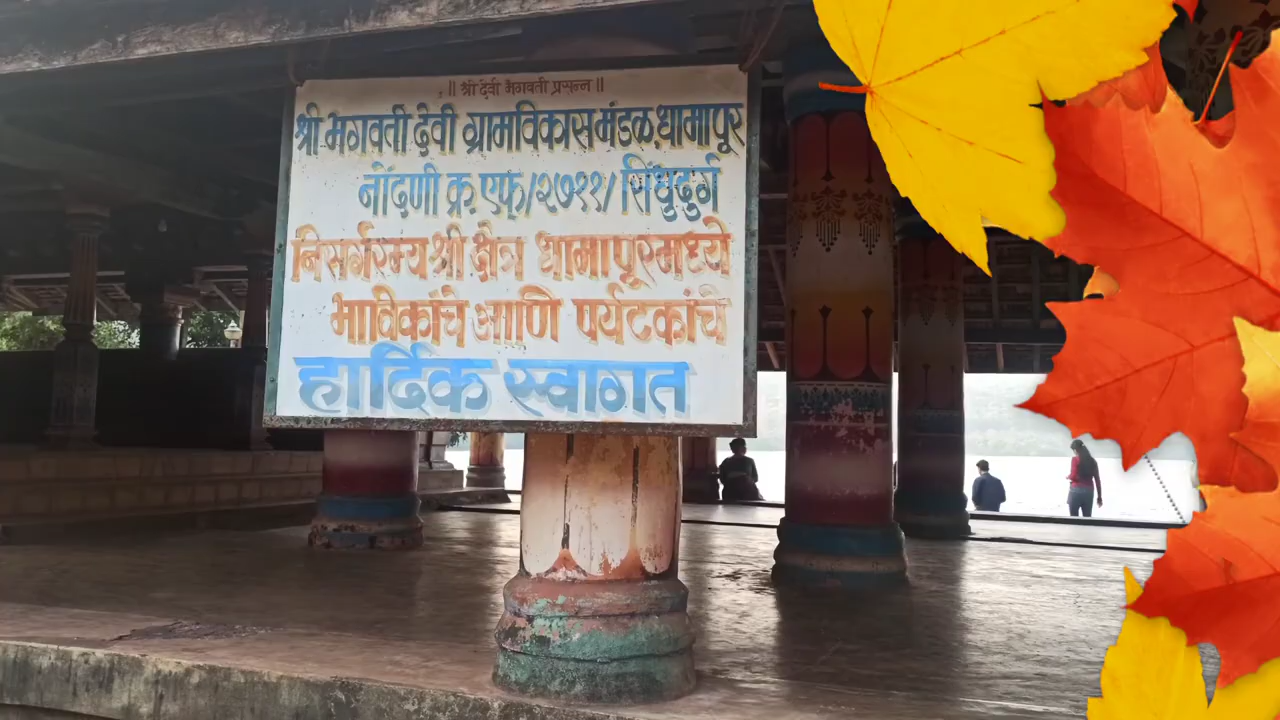 ॥ श्री देवी भगवती प्रसन्न ॥
श्री भगवती देवी ग्रामविकास मंडळ, धामापूर
नोंदणी क्र. एफ/२७११/ सिंधुदुर्ग
निसर्गरम्य श्री क्षेत्र धामापूरमध्ये
भाविकांचे आणि पर्यटकांचे
हार्दिक स्वागत